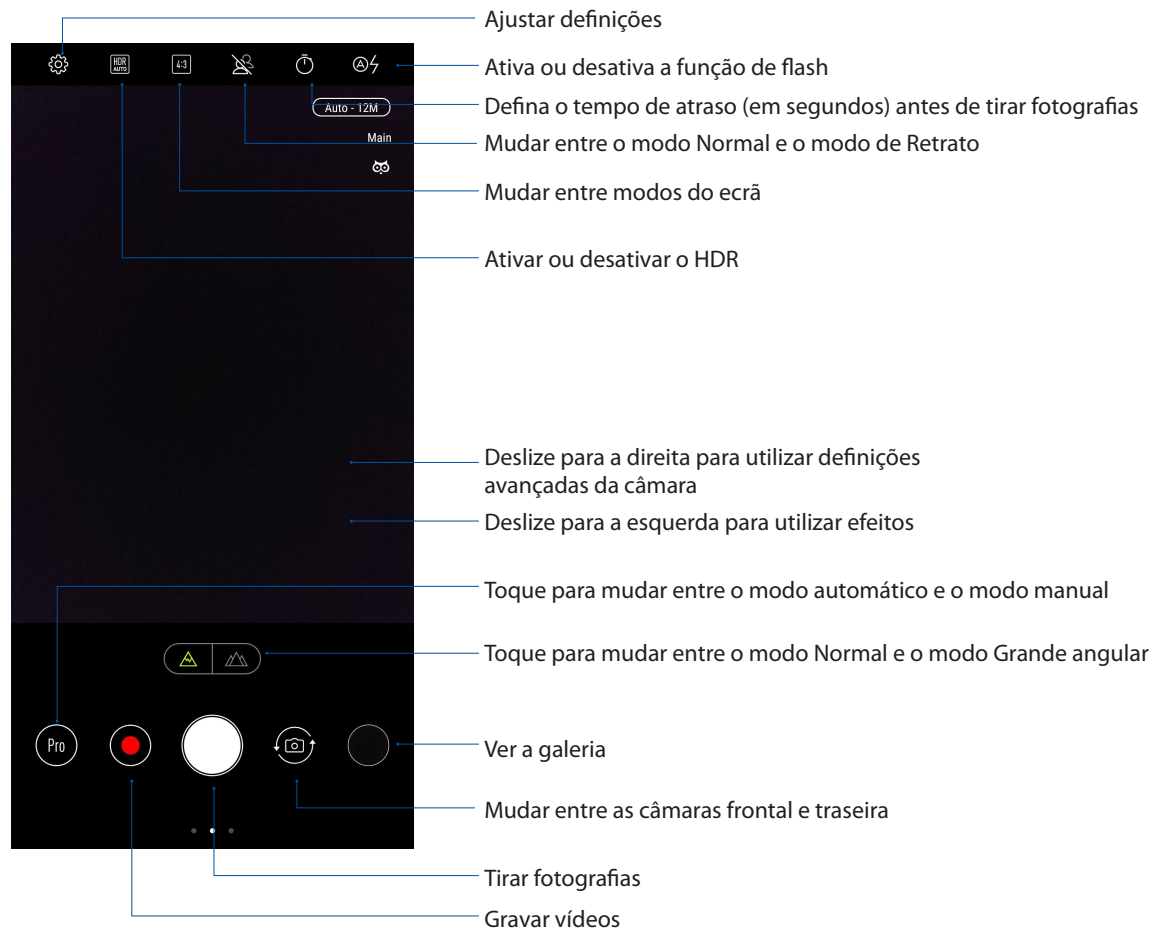 Ajustar definições
HDR
AUTO
4:3
A
Ativa ou desativa a função de flash
Defina o tempo de atraso (em segundos) antes de tirar fotografias
Auto - 12M
Main
Mudar entre o modo Normal e o modo de Retrato
Mudar entre modos do ecrã
Ativar ou desativar o HDR
Deslize para a direita para utilizar definições
avançadas da câmara
Deslize para a esquerda para utilizar efeitos
Toque para mudar entre o modo automático e o modo manual
Toque para mudar entre o modo Normal e o modo Grande angular
Pro
Ver a galeria
Mudar entre as câmaras frontal e traseira
Tirar fotografias
Gravar vídeos